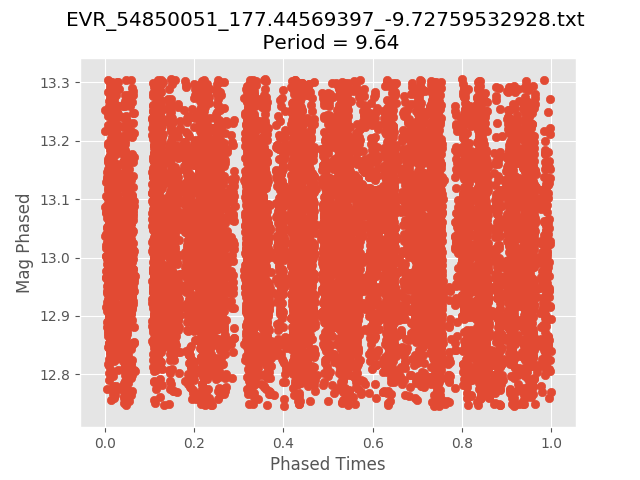 EVR_54850051_177.44569397_-9.72759532928.txt
Period = 9.64
13.3
13.2
13.1
13.0
12.9
12.8
Mag Phased
0.0 0.2 0.4 0.6 0.8 1.0
Phased Times